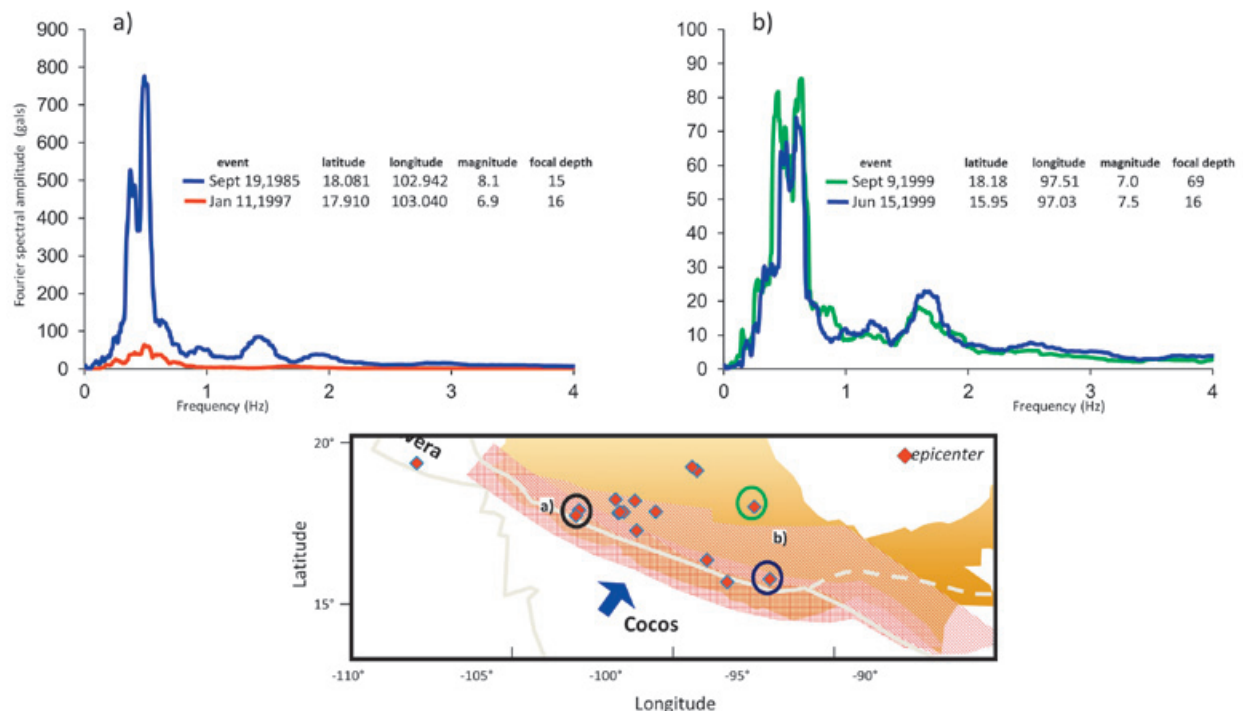 a)
900
800
700
600
500
400
300
200
100
0
Fourier spectral amplitude (gals)
event latitude longitude magnitude focal depth
Sept 19,1985 18.081 102.942 8.1 15
Jan 11,1997 17.910 103.040 6.9 16
0 1 2 3 4
Frequency (Hz)
b)
100
90
80
70
60
50
40
30
20
10
0
event latitude longitude magnitude focal depth
Sept 9,1999 18.18 97.51 7.0 69
Jun 15,1999 15.95 97.03 7.5 16
0 1 2 3 4
Frequency (Hz)
20°
15°
Latitude
vera
epicenter
a)
b)
Cocos
-110° -105° -100° -95° -90°
Longitude